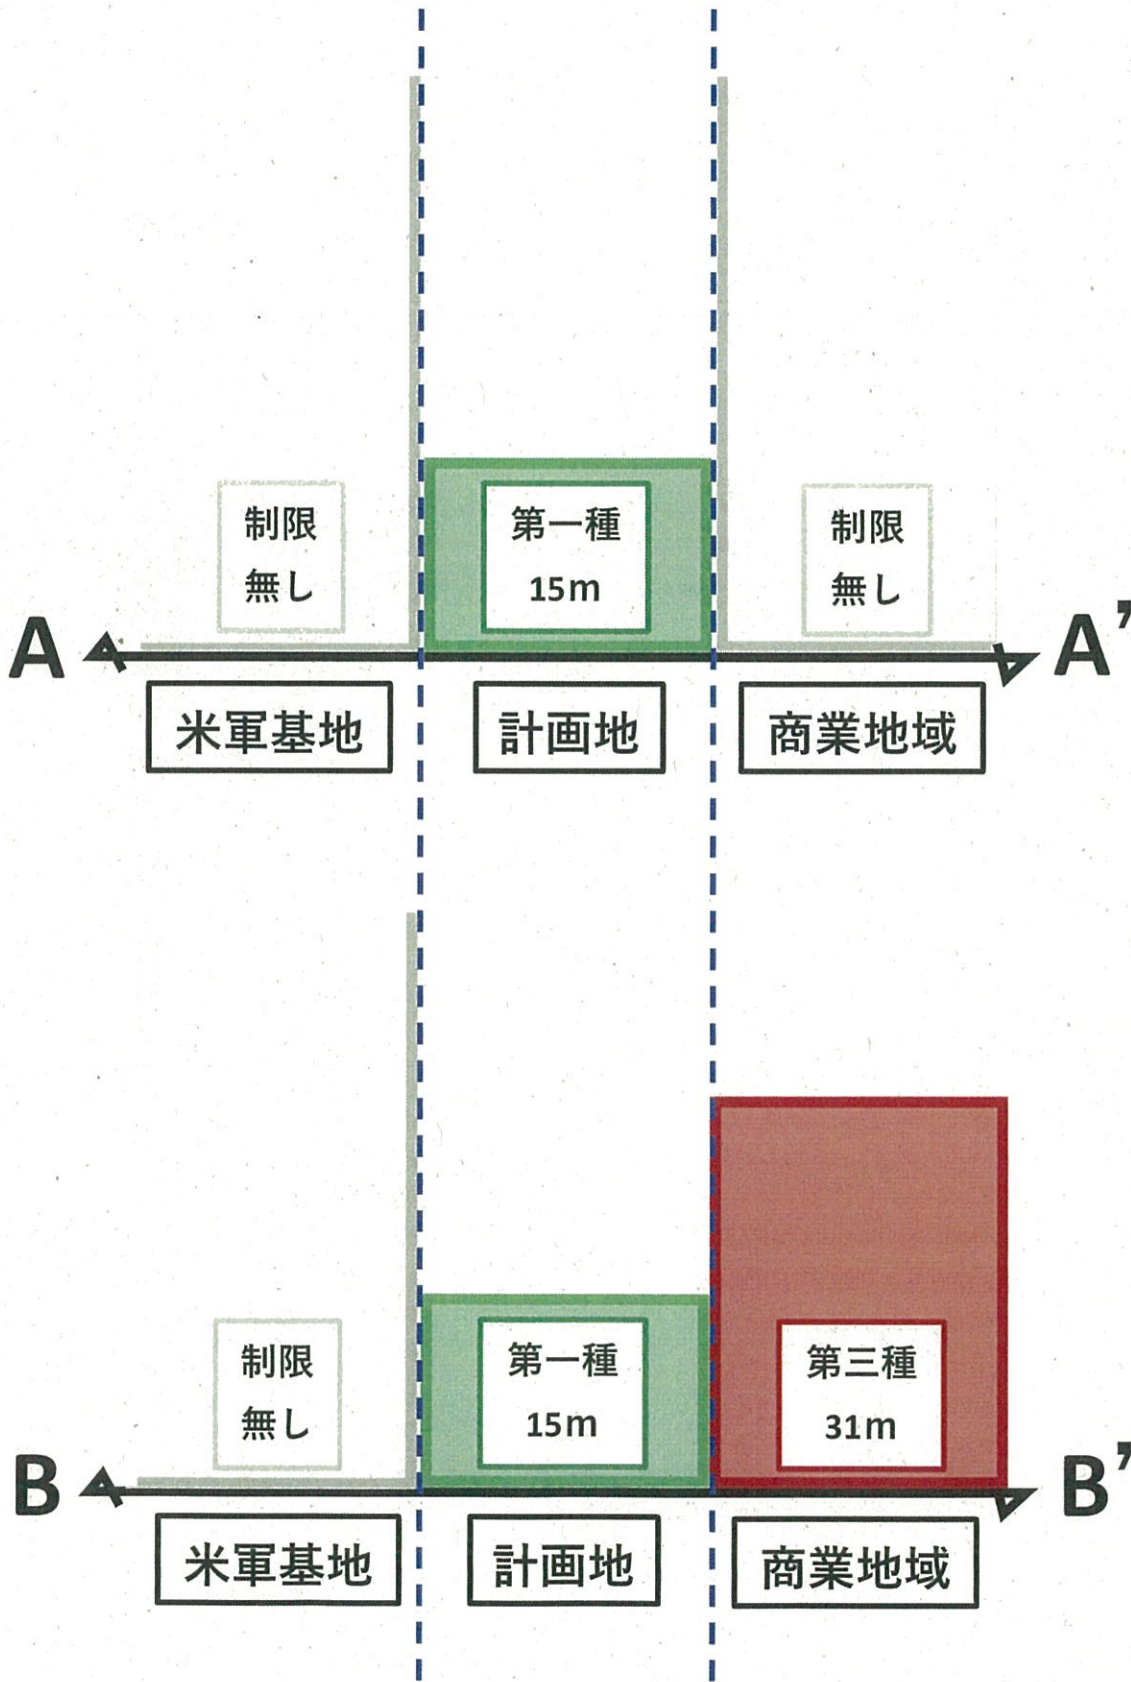 制限
無し
第一種
15m
制限
無し
A
A’
米軍基地
計画地
商業地域
制限
無し
第一種
15m
第三種
31m
B
B’
米軍基地
計画地
商業地域